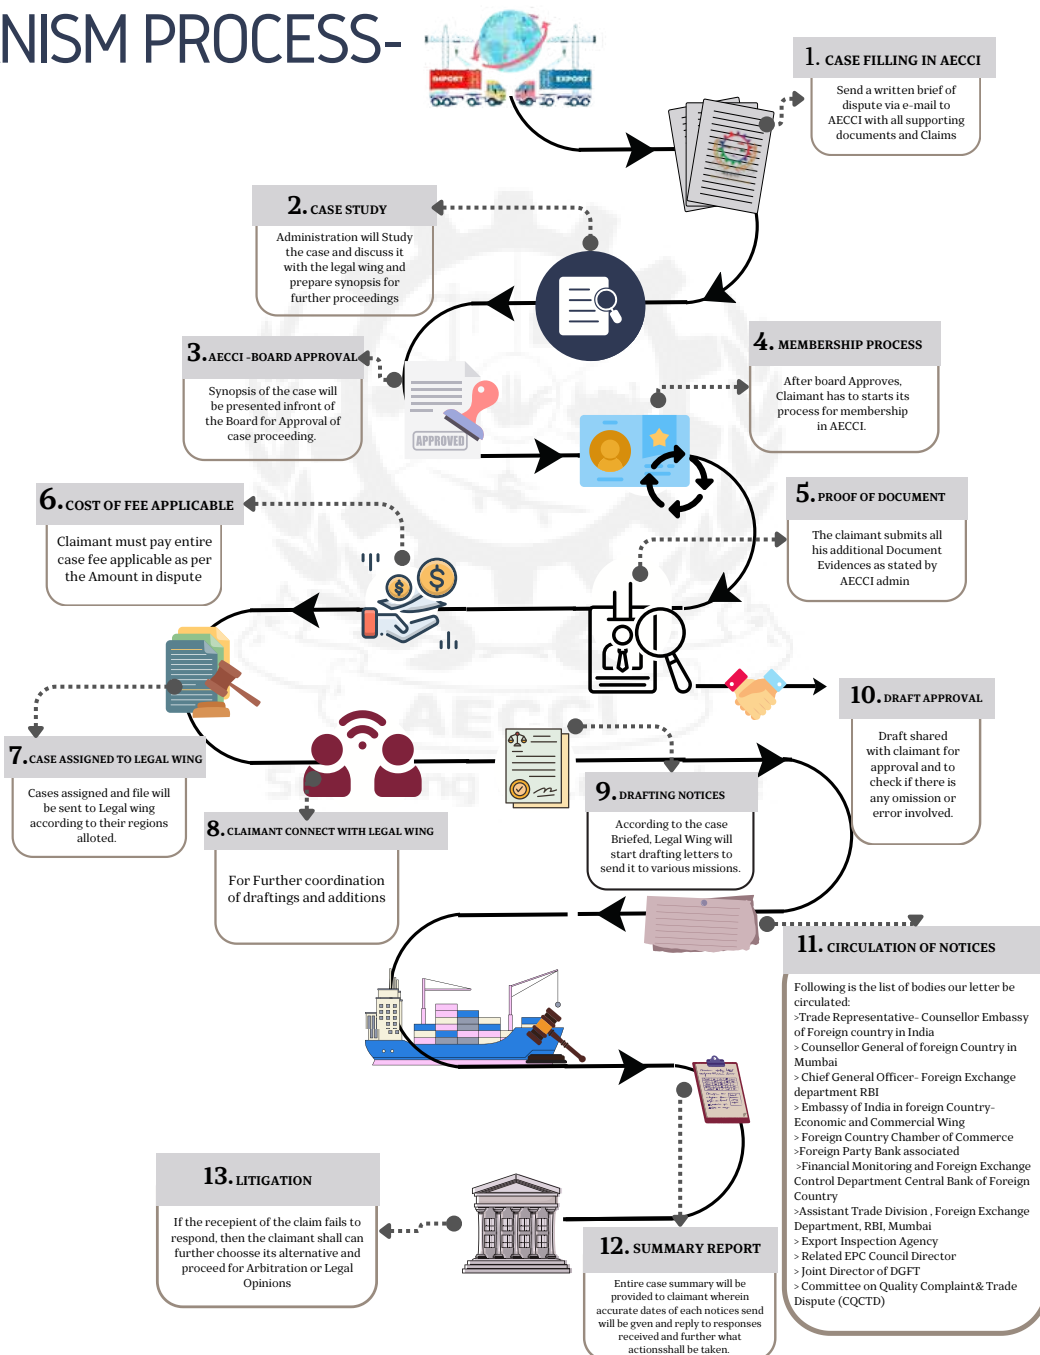 NISM PROCESS-
IMPORT
EXPORT
1. CASE FILLING IN AECCI
Send a written brief of
dispute via e-mail to
AECCI with all supporting
documents and Claims
2. CASE STUDY
Administration will Study
the case and discuss it
with the legal wing and
prepare synopsis for
further proceedings
3. AECCI -BOARD APPROVAL
Synopsis of the case will
be presented infront of
the Board for Approval of
case proceeding.
APPROVED
4. MEMBERSHIP PROCESS
After board Approves,
Claimant has to starts its
process for membership
in AECCI.
5. PROOF OF DOCUMENT
The claimant submits all
his additional Document
Evidences as stated by
AECCI admin
6. COST OF FEE APPLICABLE
Claimant must pay entire
case fee applicable as per
the Amount in dispute
7. CASE ASSIGNED TO LEGAL WING
Cases assigned and file will
be sent to Legal wing
according to their regions
alloted.
8. CLAIMANT CONNECT WITH LEGAL WING
For Further coordination
of draftings and additions
9. DRAFTING NOTICES
According to the case
Briefed, Legal Wing will
start drafting letters to
send it to various missions.
10. DRAFT APPROVAL
Draft shared
with claimant for
approval and to
check if there is
any omission or
error involved.
AECCI
11. CIRCULATION OF NOTICES
Following is the list of bodies our letter be
circulated:
>Trade Representative- Counsellor Embassy
of Foreign country in India
> Counsellor General of foreign Country in
Mumbai
> Chief General Officer- Foreign Exchange
department RBI
> Embassy of India in foreign Country-
Economic and Commercial Wing
> Foreign Country Chamber of Commerce
>Foreign Party Bank associated
>Financial Monitoring and Foreign Exchange
Control Department Central Bank of Foreign
Country
>Assistant Trade Division , Foreign Exchange
Department, RBI, Mumbai
> Export Inspection Agency
> Related EPC Council Director
> Joint Director of DGFT
> Committee on Quality Complaint& Trade
Dispute (CQCTD)
12. SUMMARY REPORT
Entire case summary will be
provided to claimant wherein
accurate dates of each notices send
will be gven and reply to responses
received and further what
actionsshall be taken.
13. LITIGATION
If the recepient of the claim fails to
respond, then the claimant shall can
further choosse its alternative and
proceed for Arbitration or Legal
Opinions